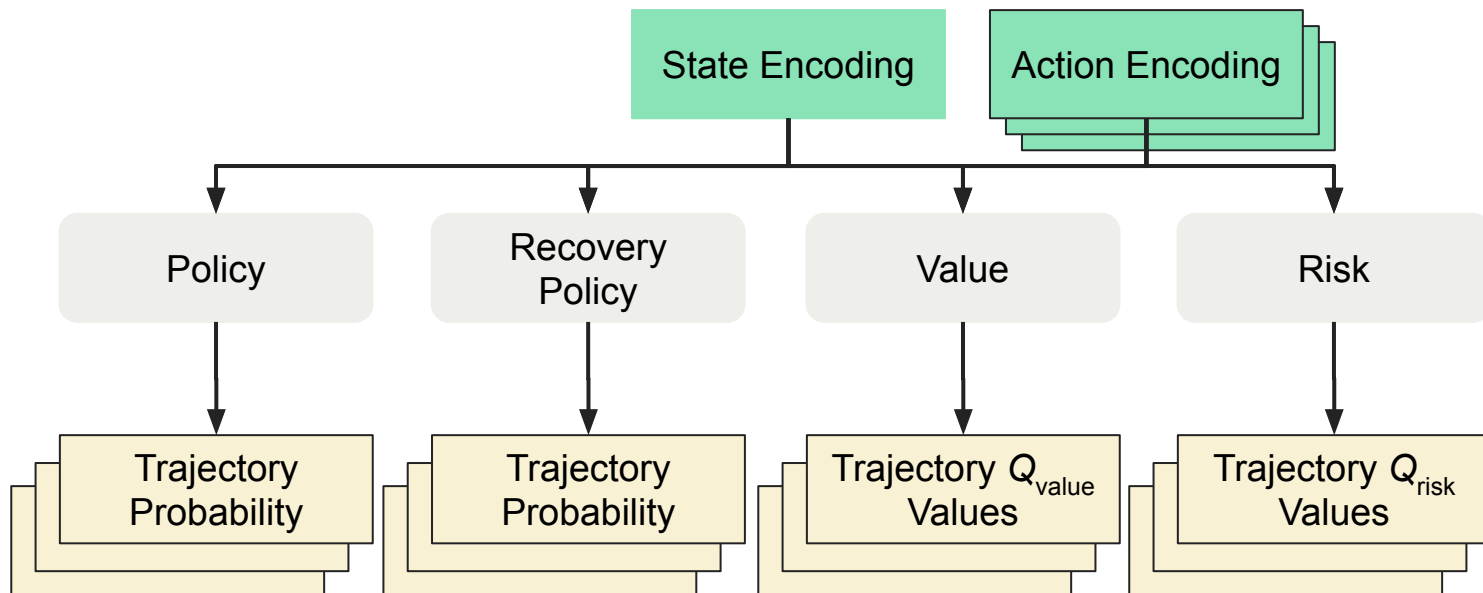 State Encoding
Action Encoding
Policy
Recovery
Policy
Value
Risk
Trajectory
Probability
Trajectory
Probability
Trajectory Qvalue
Values
Trajectory Qrisk
Values